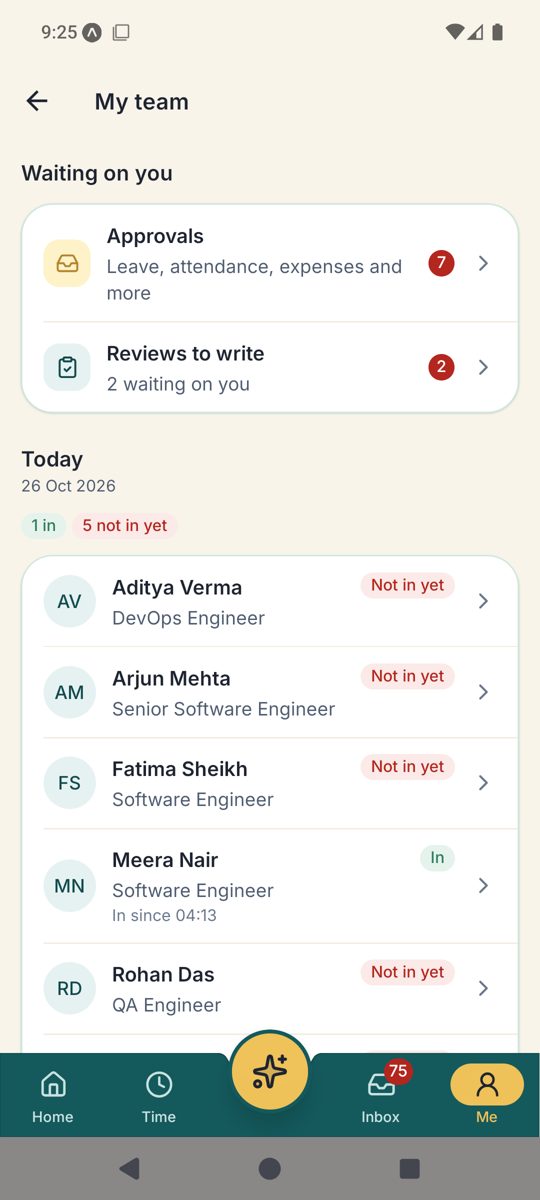 9:25
My team
Waiting on you
Approvals
Leave, attendance, expenses and
more
7
Reviews to write
2 waiting on you
2
Today
26 Oct 2026
1 in
5 not in yet
AV
Aditya Verma
DevOps Engineer
Not in yet
AM
Arjun Mehta
Senior Software Engineer
Not in yet
FS
Fatima Sheikh
Software Engineer
Not in yet
MN
Meera Nair
Software Engineer
In since 04:13
In
RD
Rohan Das
QA Engineer
Not in yet
Home
Time
75
Inbox
Me